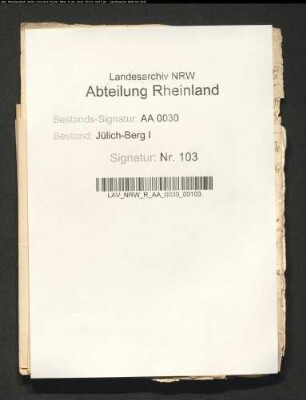 Landesarchiv NRW
Abteilung Rheinland
Bestands-Signatur: AA 0030
Bestand: Jülich-Berg I
Signatur: Nr. 103
LAV_NRW_R_AA_0030_00103